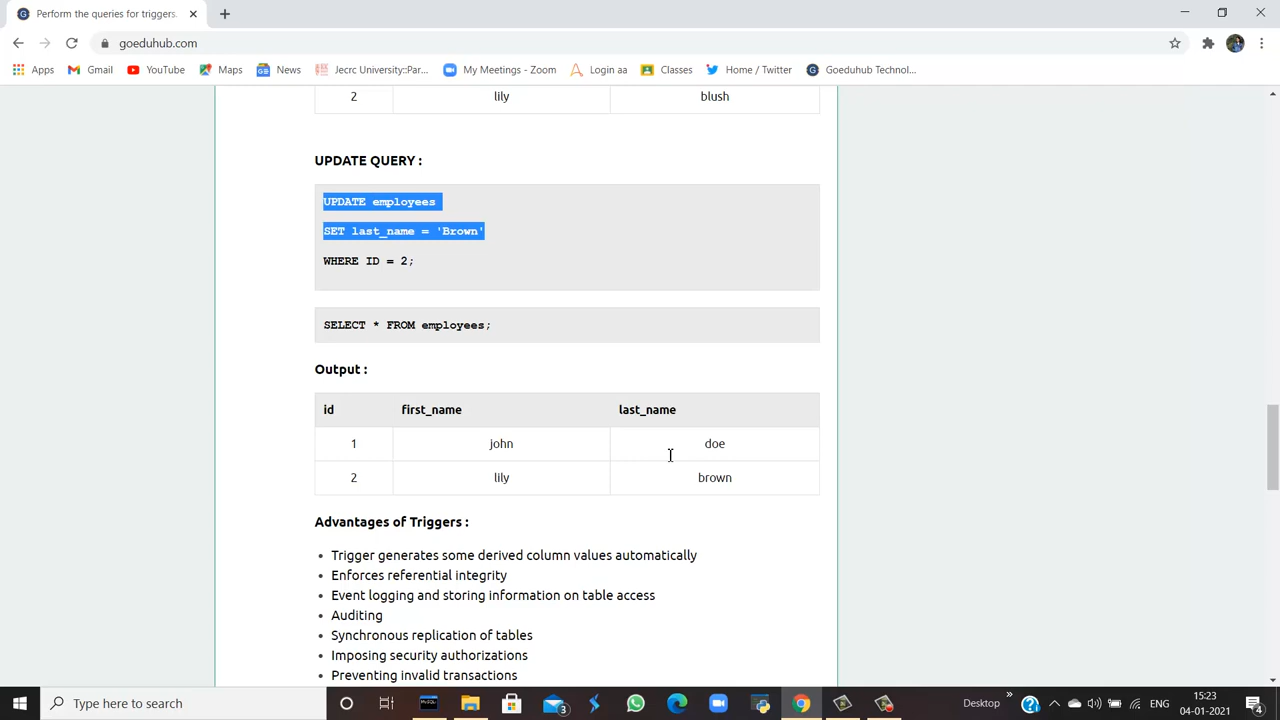 Perform the queries for triggers.
goeduhub.com
Apps Gmail YouTube Maps News Jecrc University::Par... My Meetings - Zoom Login aa Classes Home / Twitter Goeduhub Technol...
2 lily blush
UPDATE QUERY :
UPDATE employees
SET last_name = 'Brown'
WHERE ID = 2;
SELECT * FROM employees;
Output :
id first_name last_name
1 john doe
2 lily brown
Advantages of Triggers :
Trigger generates some derived column values automatically
Enforces referential integrity
Event logging and storing information on table access
Auditing
Synchronous replication of tables
Imposing security authorizations
Preventing invalid transactions
Type here to search
3
Desktop
ENG
15:23
04-01-2021
4